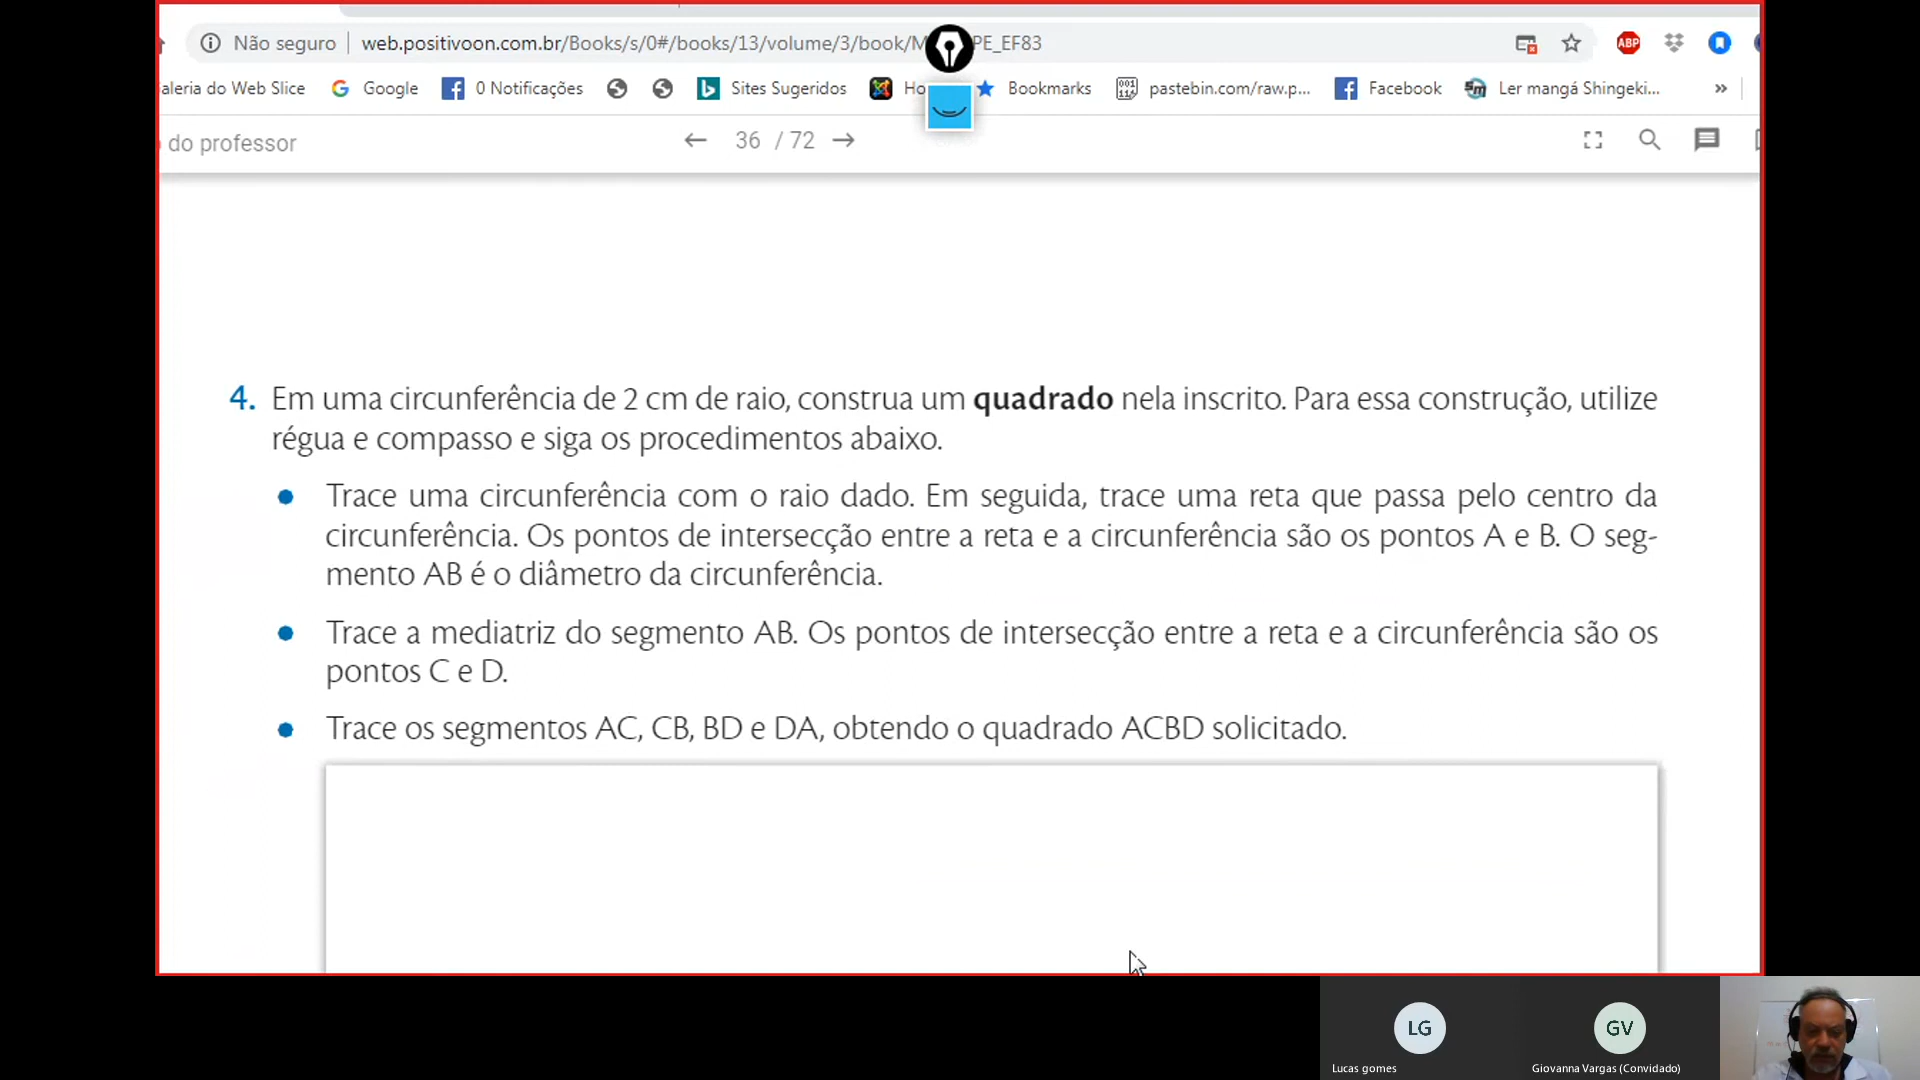 Não seguro | web.positivoon.com.br/Books/s/0#/books/13/volume/3/book/M PE_EF83
ABP
aleria do Web Slice Google 0 Notificações Sites Sugeridos Ho Bookmarks pastebin.com/raw.p... Facebook Ler mangá Shingeki... »
do professor 36 / 72
4. Em uma circunferência de 2 cm de raio, construa um quadrado nela inscrito. Para essa construção, utilize
régua e compasso e siga os procedimentos abaixo.
Trace uma circunferência com o raio dado. Em seguida, trace uma reta que passa pelo centro da
circunferência. Os pontos de intersecção entre a reta e a circunferência são os pontos A e B. O seg-
mento AB é o diâmetro da circunferência.
Trace a mediatriz do segmento AB. Os pontos de intersecção entre a reta e a circunferência são os
pontos C e D.
Trace os segmentos AC, CB, BD e DA, obtendo o quadrado ACBD solicitado.
LG
GV
Lucas gomes
Giovanna Vargas (Convidado)